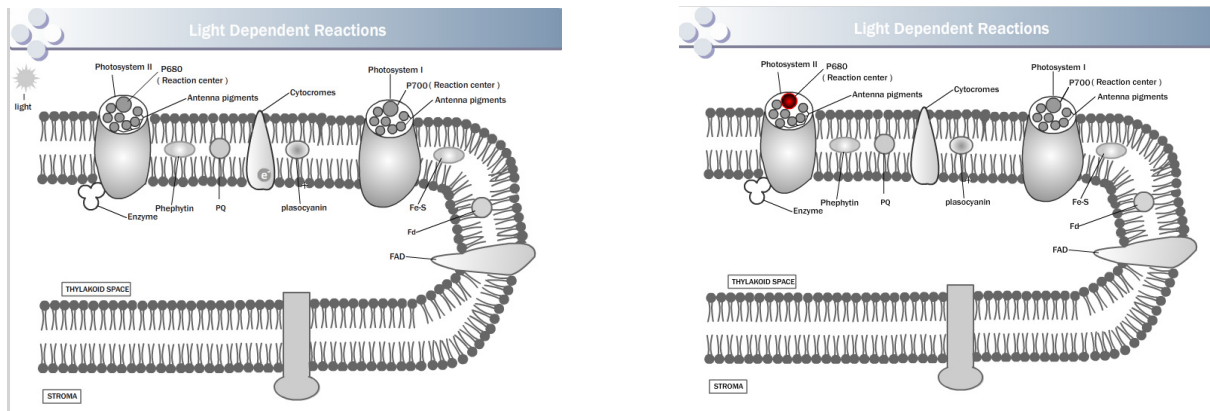 Light Dependent Reactions
light
Photosystem II
P680
( Reaction center )
Antenna pigments
Cytocromes
Photosystem I
P700 ( Reaction center )
Antenna pigments
e-
+
Enzyme
Phephytin
PQ
plasocyanin
Fe-S
Fd
FAD
THYLAKOID SPACE
STROMA
Light Dependent Reactions
Photosystem II
P680
( Reaction center )
Antenna pigments
Cytocromes
Photosystem I
P700 ( Reaction center )
Antenna pigments
+
Enzyme
Phephytin
PQ
plasocyanin
Fe-S
Fd
FAD
THYLAKOID SPACE
STROMA